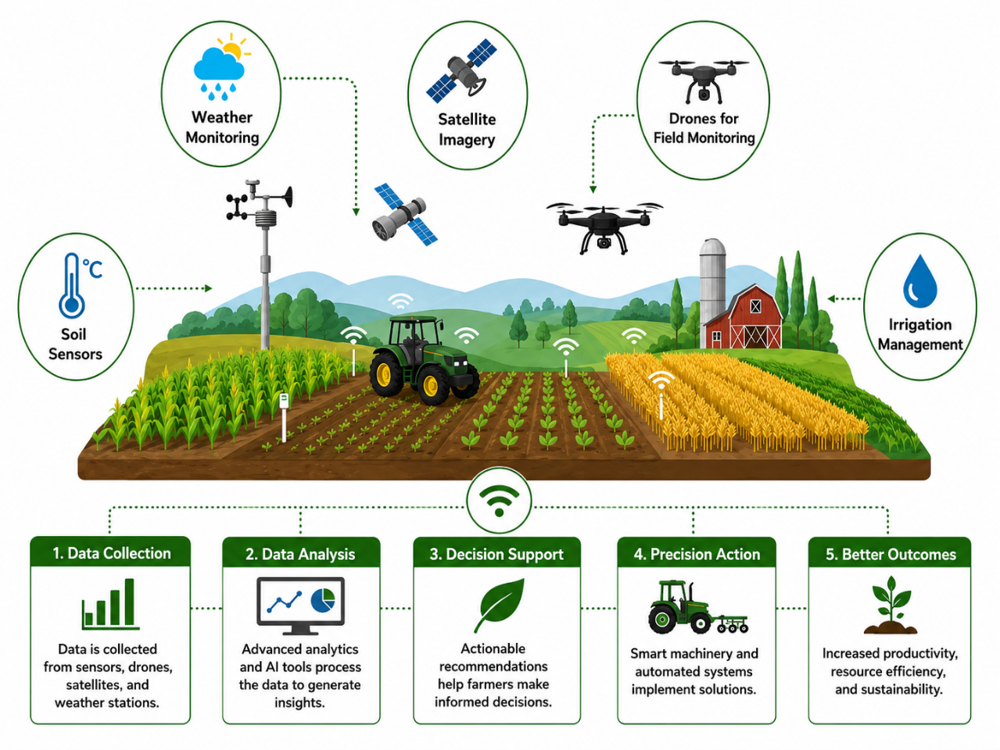 Weather
Monitoring
Satellite
Imagery
Drones for
Field Monitoring
°C
Soil
Sensors
Irrigation
Management
1. Data Collection
Data is collected
from sensors, drones,
satellites, and
weather stations.
2. Data Analysis
Advanced analytics
and AI tools process
the data to generate
insights.
3. Decision Support
Actionable
recommendations
help farmers make
informed decisions.
4. Precision Action
Smart machinery and
automated systems
implement solutions.
5. Better Outcomes
Increased productivity,
resource efficiency,
and sustainability.